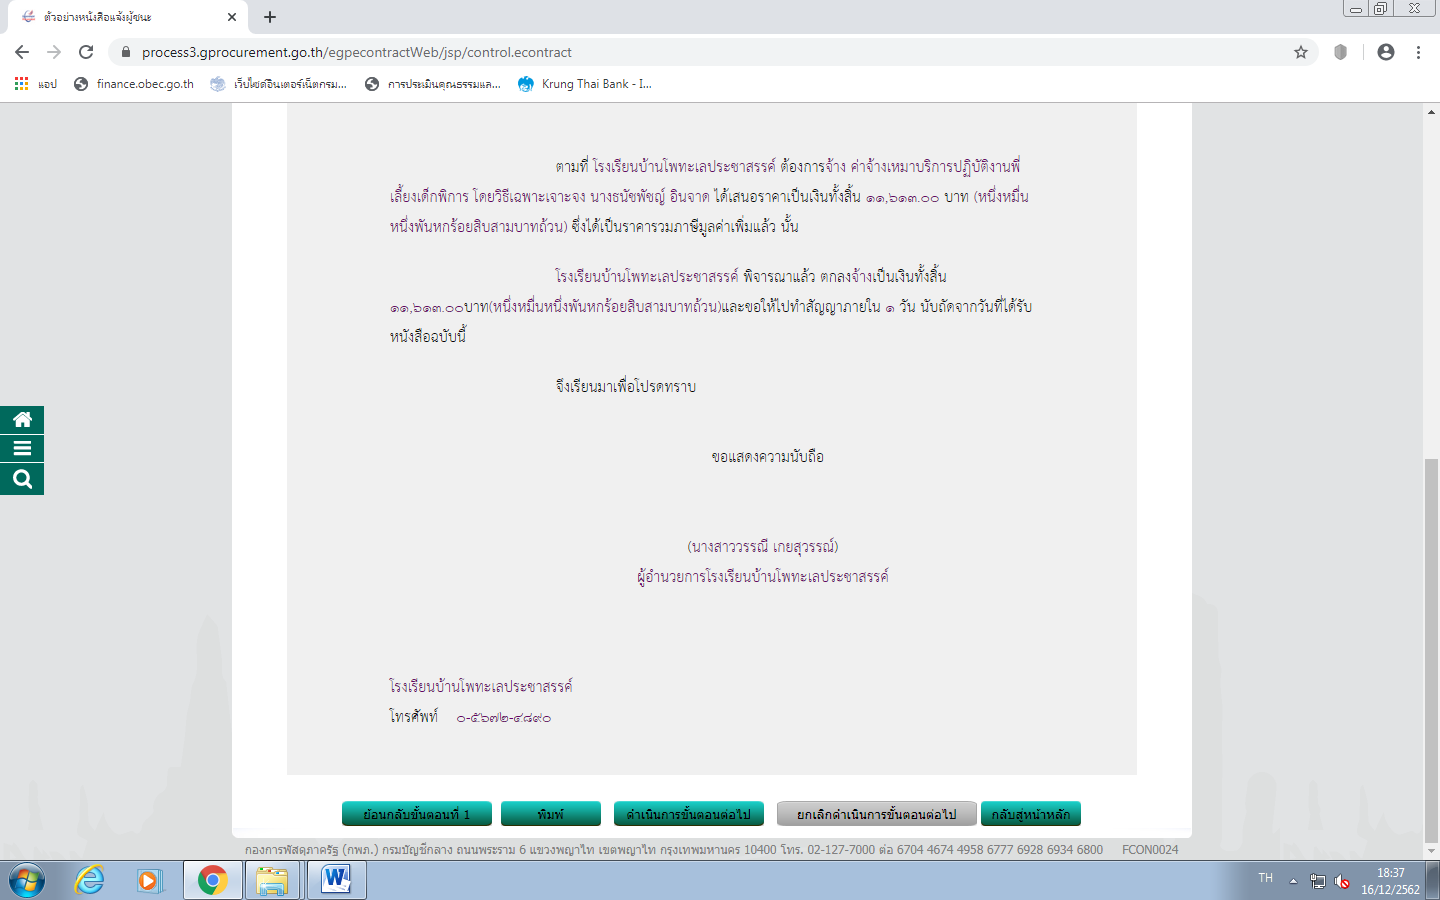 ตัวอย่างหนังสือแจ้งผู้ชนะ
process3.gprocurement.go.th/egpecontractWeb/jsp/control.econtract
แอป finance.obec.go.th เว็บไซต์อินเตอร์เน็ตกรม... การประเมินคุณธรรมแล... Krung Thai Bank - I...
ตามที่ โรงเรียนบ้านโพทะเลประชาสรรค์ ต้องการจ้าง ค่าจ้างเหมาบริการปฏิบัติงานพี่
เลี้ยงเด็กพิการ โดยวิธีเฉพาะเจาะจง นางธนัชพัชญ์ อินจาด ได้เสนอราคาเป็นเงินทั้งสิ้น ๑๑,๖๑๓.๐๐ บาท (หนึ่งหมื่น
หนึ่งพันหกร้อยสิบสามบาทถ้วน) ซึ่งได้เป็นราคารวมภาษีมูลค่าเพิ่มแล้ว นั้น
โรงเรียนบ้านโพทะเลประชาสรรค์ พิจารณาแล้ว ตกลงจ้างเป็นเงินทั้งสิ้น
๑๑,๖๑๓.๐๐บาท(หนึ่งหมื่นหนึ่งพันหกร้อยสิบสามบาทถ้วน)และขอให้ไปทำสัญญาภายใน ๑ วัน นับถัดจากวันที่ได้รับ
หนังสือฉบับนี้
จึงเรียนมาเพื่อโปรดทราบ
ขอแสดงความนับถือ
(นางสาววรรณี เกยสุวรรณ์)
ผู้อำนวยการโรงเรียนบ้านโพทะเลประชาสรรค์
โรงเรียนบ้านโพทะเลประชาสรรค์
โทรศัพท์ ๐-๕๖๗๒-๔๘๙๐
ย้อนกลับขั้นตอนที่ 1 พิมพ์ ดำเนินการขั้นตอนต่อไป ยกเลิกดำเนินการขั้นตอนต่อไป กลับสู่หน้าหลัก
กองการพัสดุภาครัฐ (กพภ.) กรมบัญชีกลาง ถนนพระราม 6 แขวงพญาไท เขตพญาไท กรุงเทพมหานคร 10400 โทร. 02-127-7000 ต่อ 6704 4674 4958 6777 6928 6934 6800 FCON0024
TH 18:37
16/12/2562